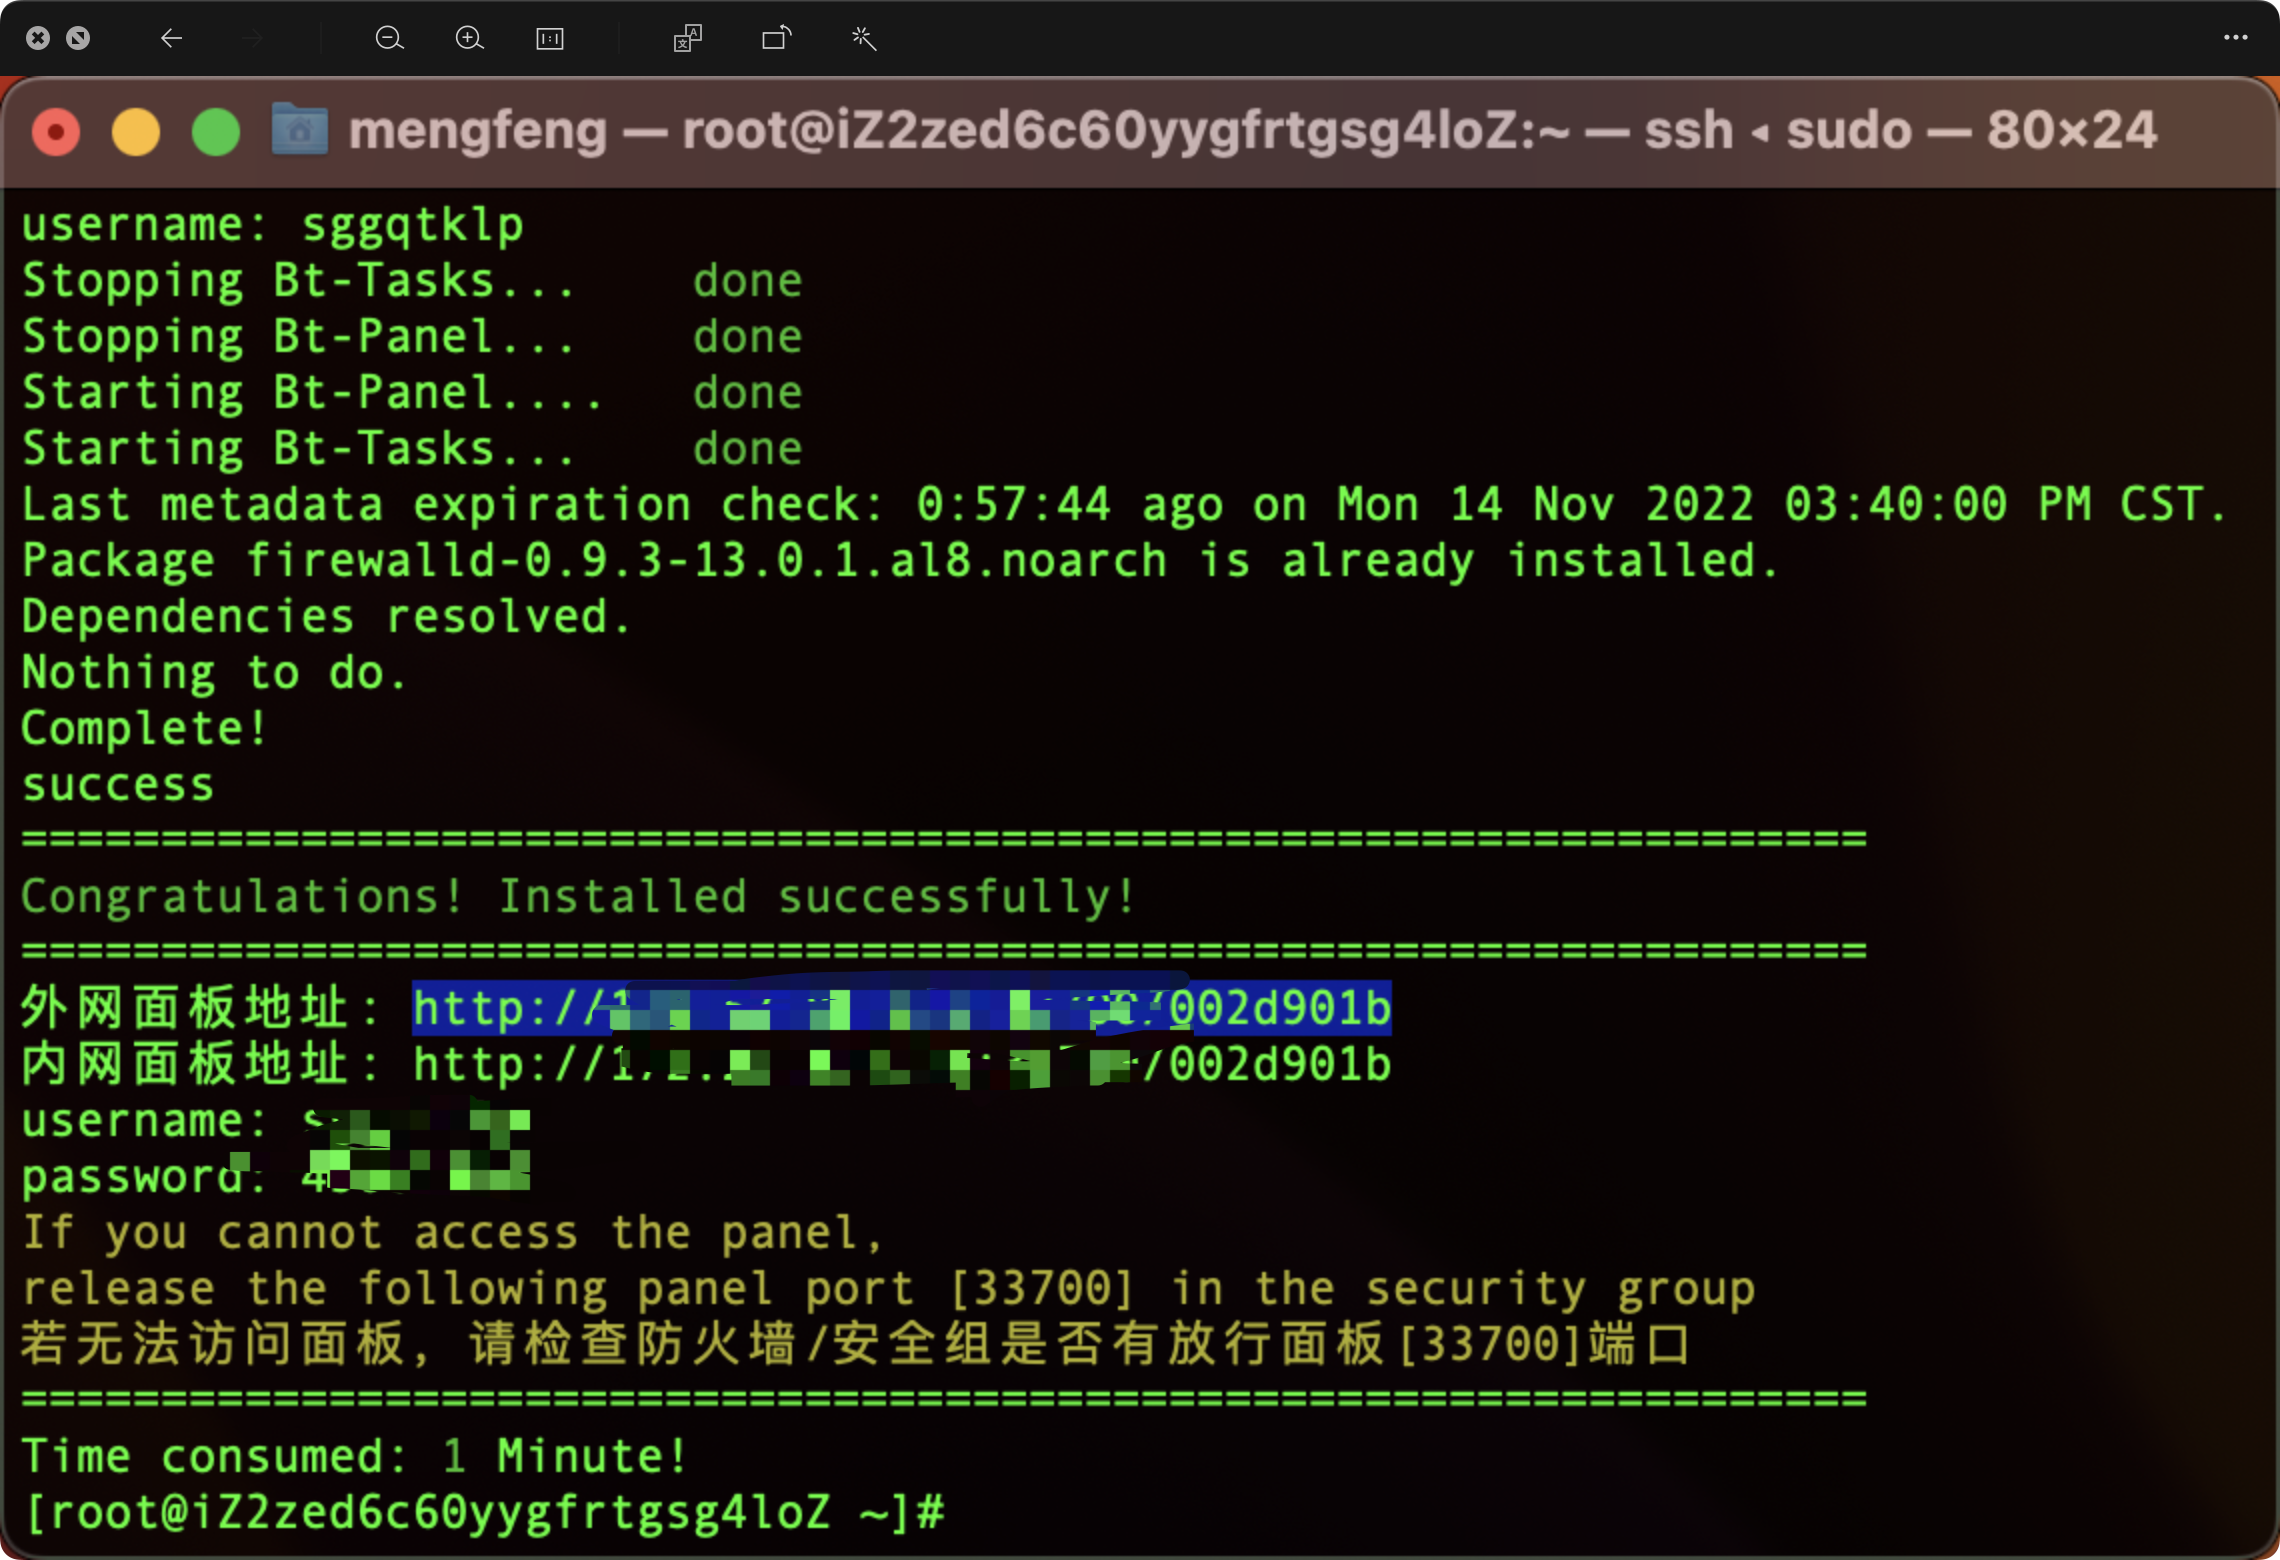 mengfeng — root@iZ2zed6c60yygfrtgsg4loZ:~ — ssh ◂ sudo — 80×24
username: sggqtklp
Stopping Bt-Tasks... done
Stopping Bt-Panel... done
Starting Bt-Panel.... done
Starting Bt-Tasks... done
Last metadata expiration check: 0:57:44 ago on Mon 14 Nov 2022 03:40:00 PM CST.
Package firewalld-0.9.3-13.0.1.al8.noarch is already installed.
Dependencies resolved.
Nothing to do.
Complete!
success
==================================================================
Congratulations! Installed successfully!
==================================================================
外网面板地址: http:// /002d901b
内网面板地址: http:// /002d901b
username:
password:
If you cannot access the panel,
release the following panel port [33700] in the security group
若无法访问面板，请检查防火墙/安全组是否有放行面板[33700]端口
==================================================================
Time consumed: 1 Minute!
[root@iZ2zed6c60yygfrtgsg4loZ ~]#